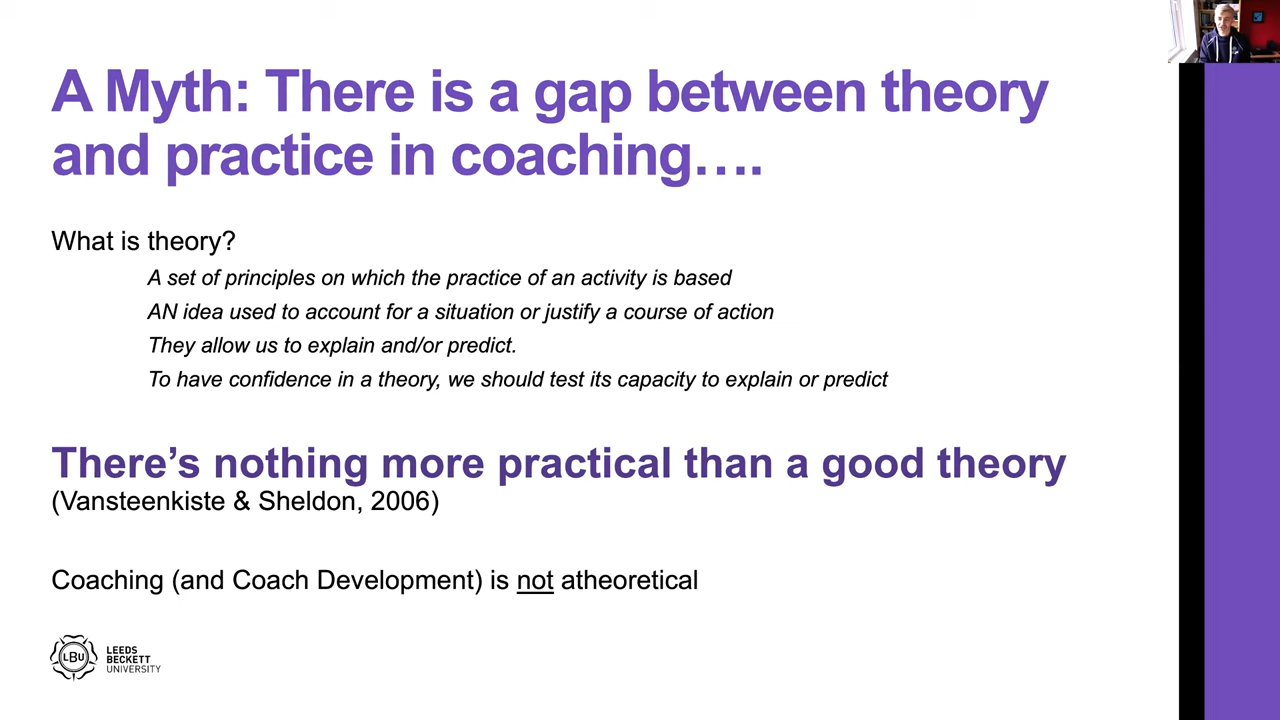 A Myth: There is a gap between theory
and practice in coaching….
What is theory?
A set of principles on which the practice of an activity is based
AN idea used to account for a situation or justify a course of action
They allow us to explain and/or predict.
To have confidence in a theory, we should test its capacity to explain or predict
There’s nothing more practical than a good theory
(Vansteenkiste & Sheldon, 2006)
Coaching (and Coach Development) is not atheoretical
LBU
LEEDS
BECKETT
UNIVERSITY